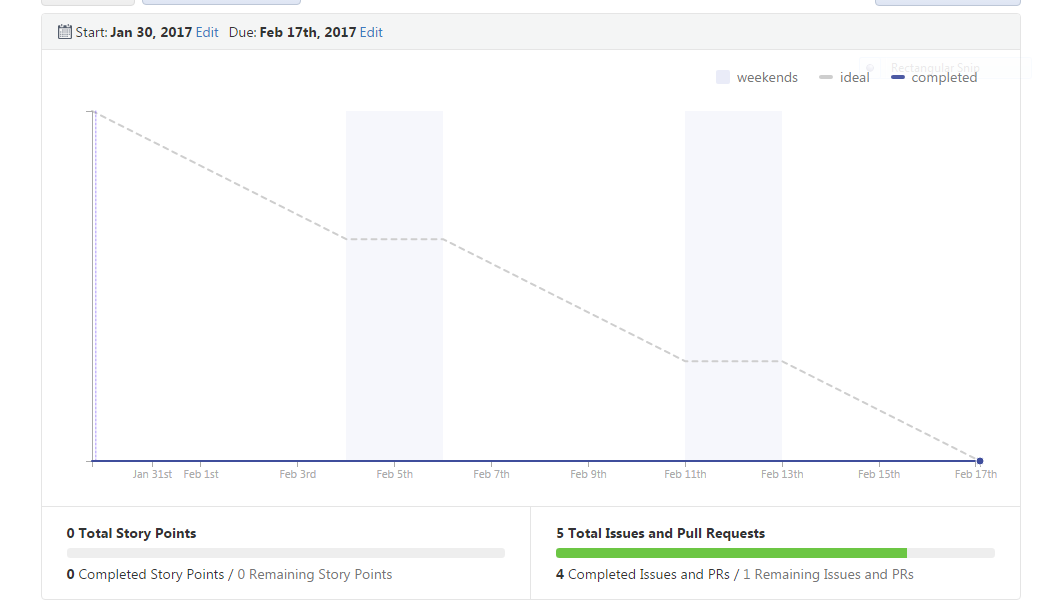 Start: Jan 30, 2017 Edit Due: Feb 17th, 2017 Edit
Rectangular Snip
weekends ideal completed
Jan 31st Feb 1st Feb 3rd Feb 5th Feb 7th Feb 9th Feb 11th Feb 13th Feb 15th Feb 17th
0 Total Story Points
0 Completed Story Points / 0 Remaining Story Points
5 Total Issues and Pull Requests
4 Completed Issues and PRs / 1 Remaining Issues and PRs